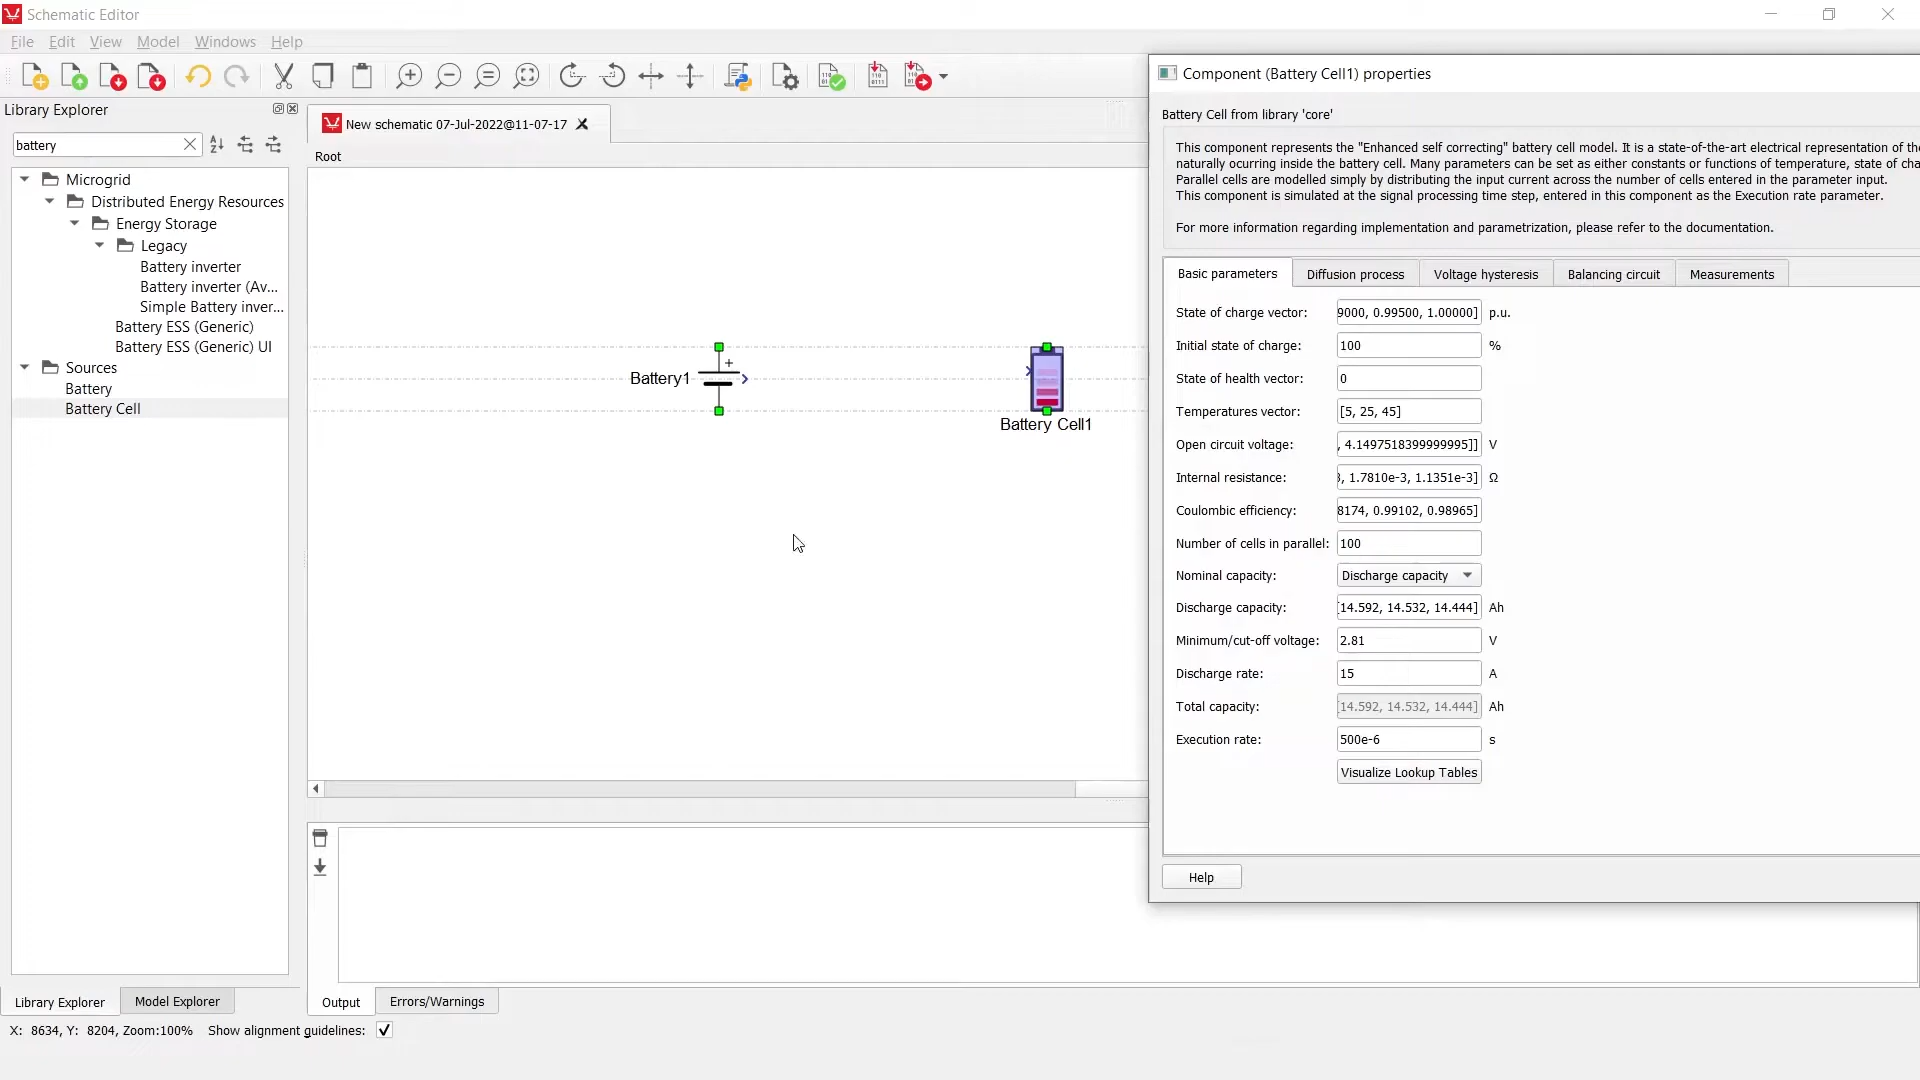 Schematic Editor
File Edit View Model Windows Help
Library Explorer
battery
Microgrid
Distributed Energy Resources
Energy Storage
Legacy
Battery inverter
Battery inverter (Av...
Simple Battery inver...
Battery ESS (Generic)
Battery ESS (Generic) UI
Sources
Battery
Battery Cell
New schematic 07-Jul-2022@11-07-17
Root
Battery1
Battery Cell1
Component (Battery Cell1) properties
Battery Cell from library 'core'
This component represents the "Enhanced self correcting" battery cell model. It is a state-of-the-art electrical representation of the
naturally ocurring inside the battery cell. Many parameters can be set as either constants or functions of temperature, state of cha
Parallel cells are modelled simply by distributing the input current across the number of cells entered in the parameter input.
This component is simulated at the signal processing time step, entered in this component as the Execution rate parameter.
For more information regarding implementation and parametrization, please refer to the documentation.
Basic parameters Diffusion process Voltage hysteresis Balancing circuit Measurements
State of charge vector: 9000, 0.99500, 1.00000] p.u.
Initial state of charge: 100 %
State of health vector: 0
Temperatures vector: [5, 25, 45]
Open circuit voltage: , 4.1497518399999995]] V
Internal resistance: , 1.7810e-3, 1.1351e-3] Ω
Coulombic efficiency: 8174, 0.99102, 0.98965]
Number of cells in parallel: 100
Nominal capacity: Discharge capacity
Discharge capacity: [14.592, 14.532, 14.444] Ah
Minimum/cut-off voltage: 2.81 V
Discharge rate: 15 A
Total capacity: [14.592, 14.532, 14.444] Ah
Execution rate: 500e-6 s
Visualize Lookup Tables
Help
Library Explorer Model Explorer
Output Errors/Warnings
X: 8634, Y: 8204, Zoom:100% Show alignment guidelines: